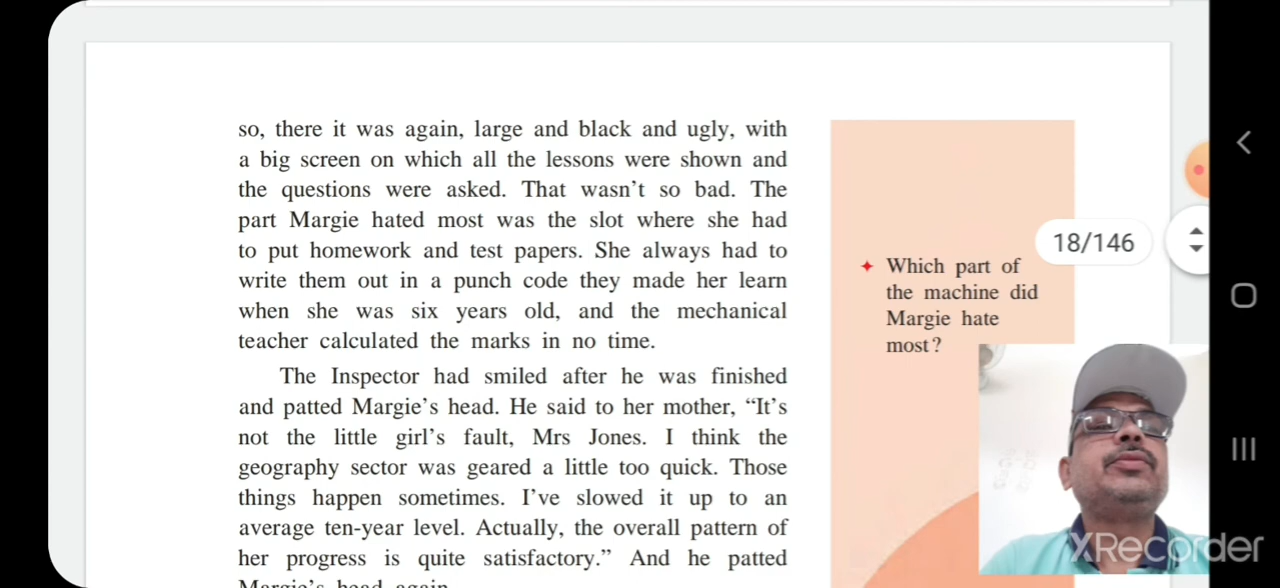 so, there it was again, large and black and ugly, with
a big screen on which all the lessons were shown and
the questions were asked. That wasn't so bad. The
part Margie hated most was the slot where she had
to put homework and test papers. She always had to
write them out in a punch code they made her learn
when she was six years old, and the mechanical
teacher calculated the marks in no time.
The Inspector had smiled after he was finished
and patted Margie's head. He said to her mother, “It's
not the little girl's fault, Mrs Jones. I think the
geography sector was geared a little too quick. Those
things happen sometimes. I've slowed it up to an
average ten-year level. Actually, the overall pattern of
her progress is quite satisfactory.” And he patted
Margie's head again
18/146
Which part of
the machine did
Margie hate
most?
XRecorder